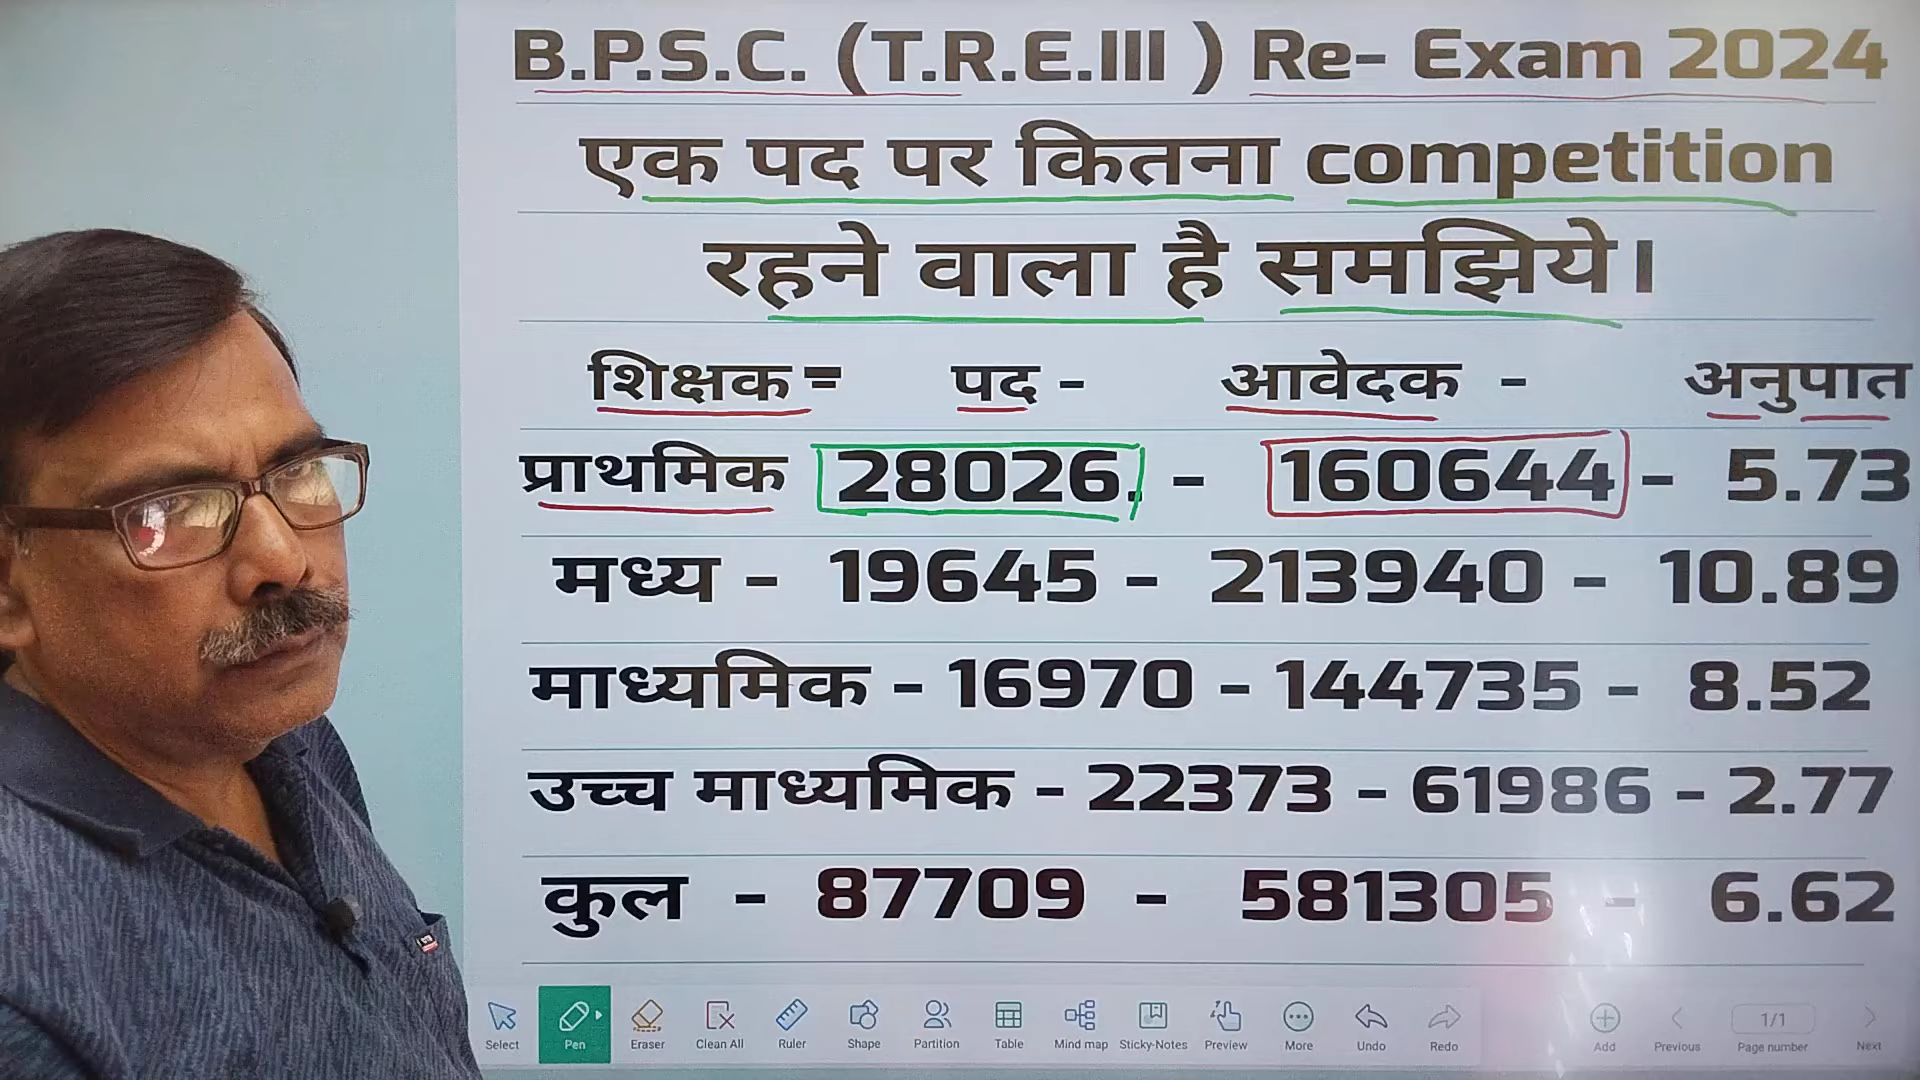 B.P.S.C. (T.R.E.III ) Re- Exam 2024
एक पद पर कितना competition
रहने वाला है समझिये।
शिक्षक = पद - आवेदक - अनुपात
प्राथमिक 28026. - 160644 - 5.73
मध्य - 19645 - 213940 - 10.89
माध्यमिक - 16970 - 144735 - 8.52
उच्च माध्यमिक - 22373 - 61986 - 2.77
कुल - 87709 - 581305 - 6.62
Select Pen Eraser Clean All Ruler Shape Partition Table Mind map Sticky-Notes Preview More Undo Redo Add Previous 1/1 Page number Next